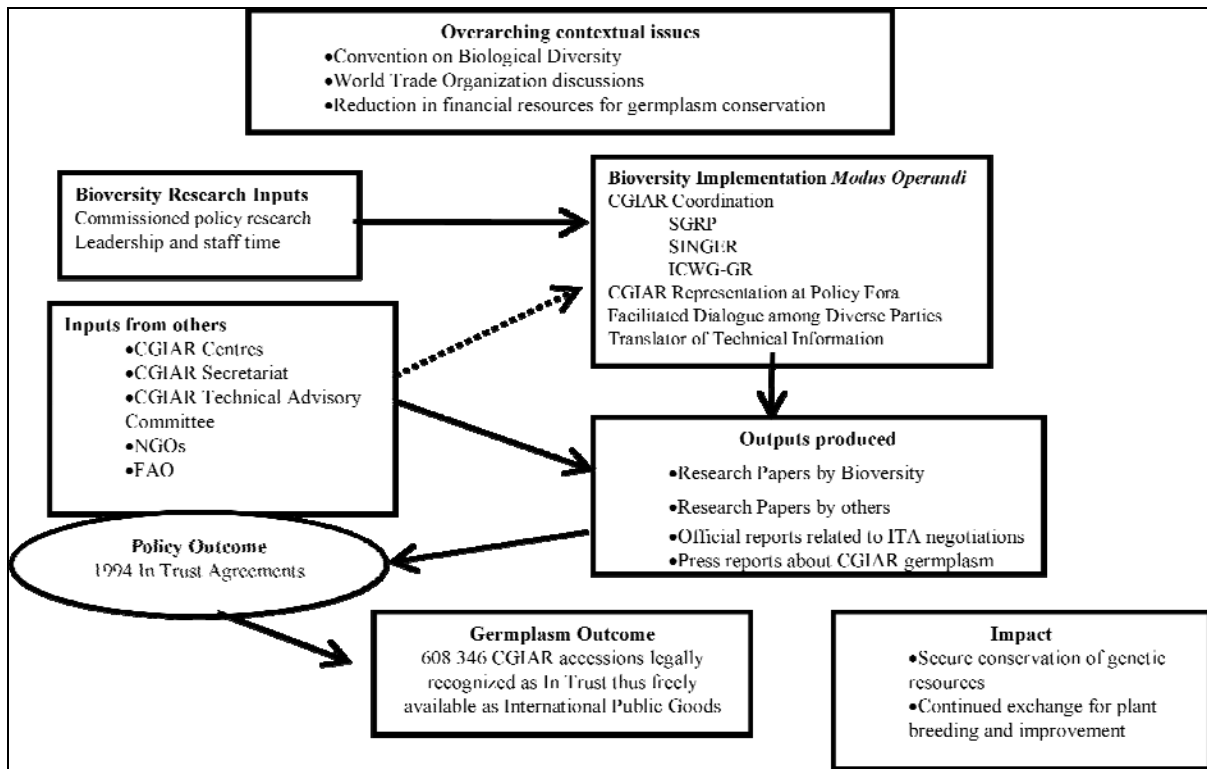 Overarching contextual issues
•Convention on Biological Diversity
•World Trade Organization discussions
•Reduction in financial resources for germplasm conservation
Bioversity Research Inputs
Commissioned policy research
Leadership and staff time
Bioversity Implementation Modus Operandi
CGIAR Coordination
SGRP
SINGER
ICWG-GR
CGIAR Representation at Policy Fora
Facilitated Dialogue among Diverse Parties
Translator of Technical Information
Inputs from others
•CGIAR Centres
•CGIAR Secretariat
•CGIAR Technical Advisory
Committee
•NGOs
•FAO
Outputs produced
•Research Papers by Bioversity
•Research Papers by others
•Official reports related to ITA negotiations
•Press reports about CGIAR germplasm
Policy Outcome
1994 In Trust Agreements
Germplasm Outcome
608 346 CGIAR accessions legally
recognized as In Trust thus freely
available as International Public Goods
Impact
•Secure conservation of genetic
resources
•Continued exchange for plant
breeding and improvement